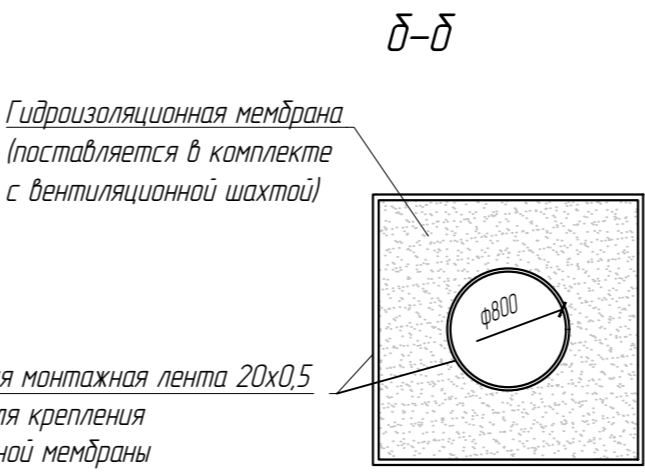 б-б
Гидроизоляционная мембрана
(поставляется в комплекте
с вентиляционной шахтой)
ф800
монтажная лента 20х0,5
крепления
мембраны